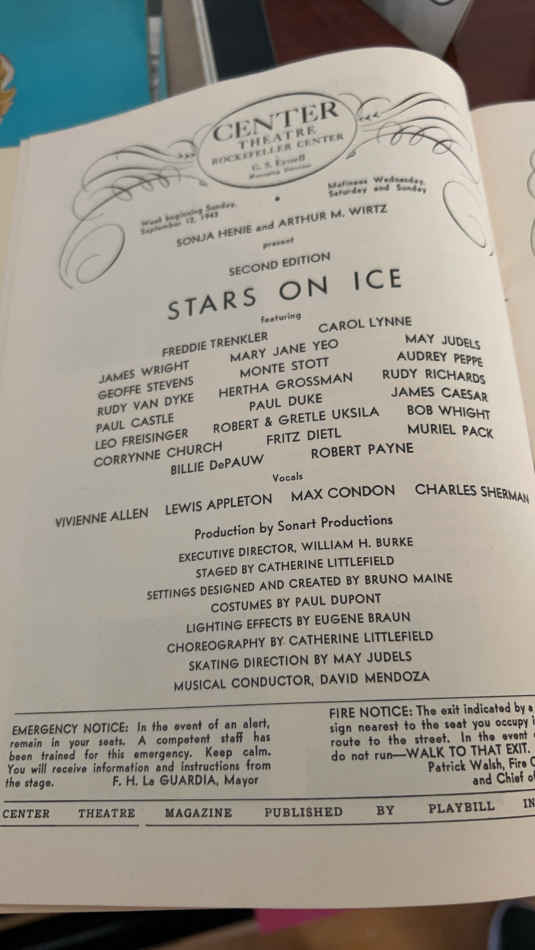 CENTER
THEATRE
ROCKEFELLER CENTER
G. S. Eyssell
Managing Director
Week beginning Sunday,
September 12, 1943
Matinees Wednesday,
Saturday and Sunday
SONJA HENIE and ARTHUR M. WIRTZ
present
SECOND EDITION
STARS ON ICE
featuring
FREDDIE TRENKLER CAROL LYNNE
JAMES WRIGHT MARY JANE YEO MAY JUDELS
GEOFFE STEVENS MONTE STOTT AUDREY PEPPE
RUDY VAN DYKE HERTHA GROSSMAN RUDY RICHARDS
PAUL CASTLE PAUL DUKE JAMES CAESAR
LEO FREISINGER ROBERT & GRETLE UKSILA BOB WHIGHT
CORRYNNE CHURCH FRITZ DIETL MURIEL PACK
BILLIE DePAUW ROBERT PAYNE
Vocals
VIVIENNE ALLEN LEWIS APPLETON MAX CONDON CHARLES SHERMAN
Production by Sonart Productions
EXECUTIVE DIRECTOR, WILLIAM H. BURKE
STAGED BY CATHERINE LITTLEFIELD
SETTINGS DESIGNED AND CREATED BY BRUNO MAINE
COSTUMES BY PAUL DUPONT
LIGHTING EFFECTS BY EUGENE BRAUN
CHOREOGRAPHY BY CATHERINE LITTLEFIELD
SKATING DIRECTION BY MAY JUDELS
MUSICAL CONDUCTOR, DAVID MENDOZA
EMERGENCY NOTICE: In the event of an alert,
remain in your seats. A competent staff has
been trained for this emergency. Keep calm.
You will receive information and instructions from
the stage. F. H. La GUARDIA, Mayor
FIRE NOTICE: The exit indicated by a
sign nearest to the seat you occupy
route to the street. In the event
do not run—WALK TO THAT EXIT.
Patrick Walsh, Fire
and Chief
CENTER THEATRE MAGAZINE PUBLISHED BY PLAYBILL